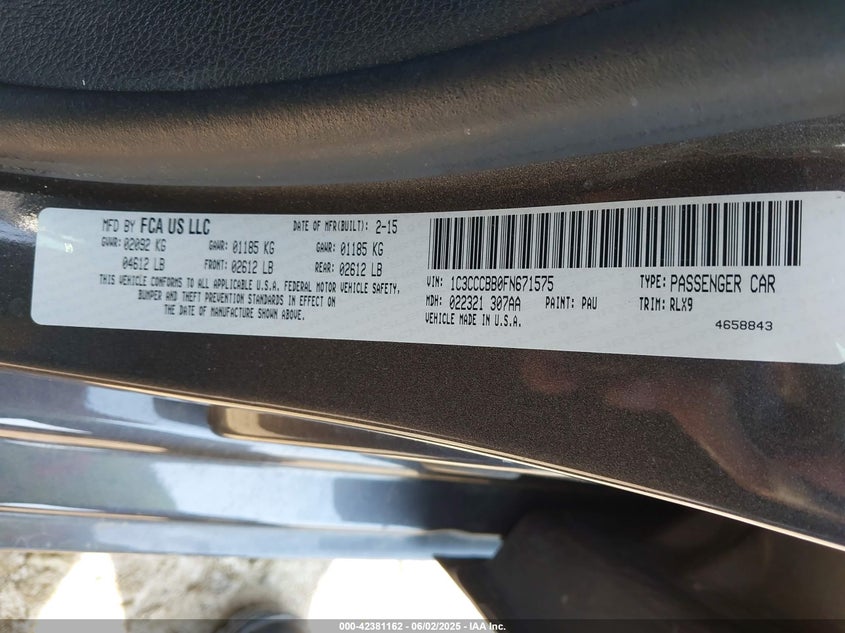 MFD BY FCA US LLC DATE OF MFR(BUILT): 2-15
GVWR: 02092 KG GAWR: 01185 KG GAWR: 01185 KG
04612 LB FRONT: 02612 LB REAR: 02612 LB
THIS VEHICLE CONFORMS TO ALL APPLICABLE U.S.A. FEDERAL MOTOR VEHICLE SAFETY,
BUMPER AND THEFT PREVENTION STANDARDS IN EFFECT ON
THE DATE OF MANUFACTURE SHOWN ABOVE.
VIN: 1C3CCCBB0FN671575 TYPE: PASSENGER CAR
MDH: 022321 307AA PAINT: PAU TRIM: RLX9
VEHICLE MADE IN U.S.A. 4658843
000-42381162 - 06/02/2025 - IAA, Inc.